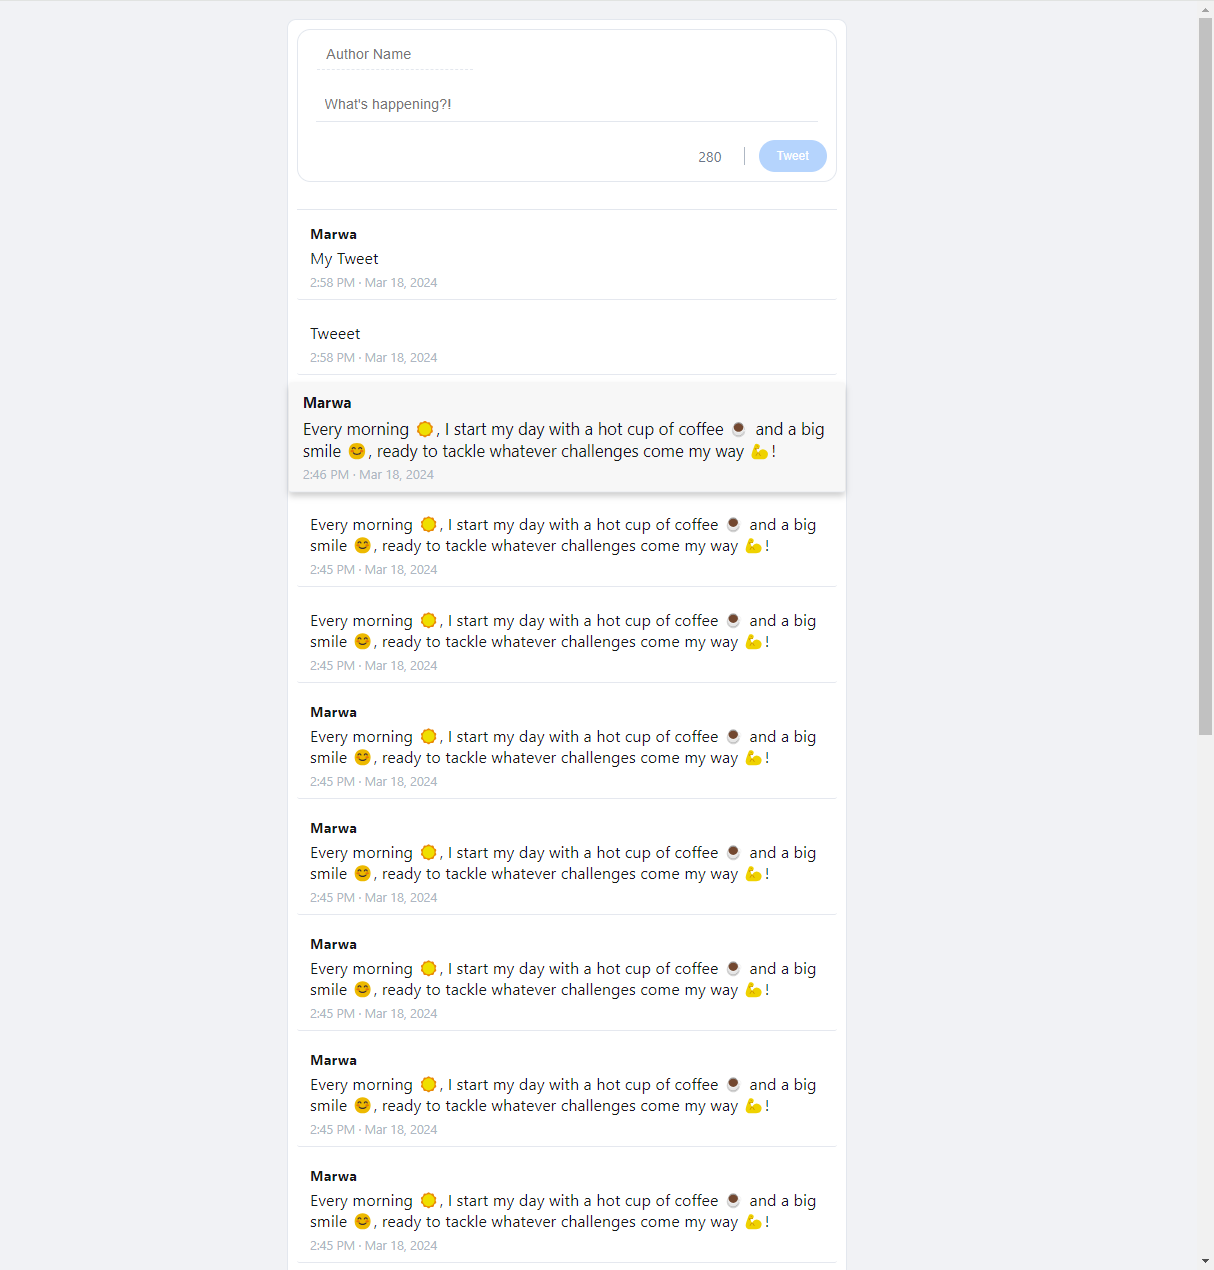 Author Name
What's happening?!
280
Tweet
Marwa
My Tweet
2:58 PM · Mar 18, 2024
Tweeet
2:58 PM · Mar 18, 2024
Marwa
Every morning 🌞, I start my day with a hot cup of coffee ☕ and a big
smile 😊, ready to tackle whatever challenges come my way 💪!
2:46 PM · Mar 18, 2024
Every morning 🌞, I start my day with a hot cup of coffee ☕ and a big
smile 😊, ready to tackle whatever challenges come my way 💪!
2:45 PM · Mar 18, 2024
Every morning 🌞, I start my day with a hot cup of coffee ☕ and a big
smile 😊, ready to tackle whatever challenges come my way 💪!
2:45 PM · Mar 18, 2024
Marwa
Every morning 🌞, I start my day with a hot cup of coffee ☕ and a big
smile 😊, ready to tackle whatever challenges come my way 💪!
2:45 PM · Mar 18, 2024
Marwa
Every morning 🌞, I start my day with a hot cup of coffee ☕ and a big
smile 😊, ready to tackle whatever challenges come my way 💪!
2:45 PM · Mar 18, 2024
Marwa
Every morning 🌞, I start my day with a hot cup of coffee ☕ and a big
smile 😊, ready to tackle whatever challenges come my way 💪!
2:45 PM · Mar 18, 2024
Marwa
Every morning 🌞, I start my day with a hot cup of coffee ☕ and a big
smile 😊, ready to tackle whatever challenges come my way 💪!
2:45 PM · Mar 18, 2024
Marwa
Every morning 🌞, I start my day with a hot cup of coffee ☕ and a big
smile 😊, ready to tackle whatever challenges come my way 💪!
2:45 PM · Mar 18, 2024